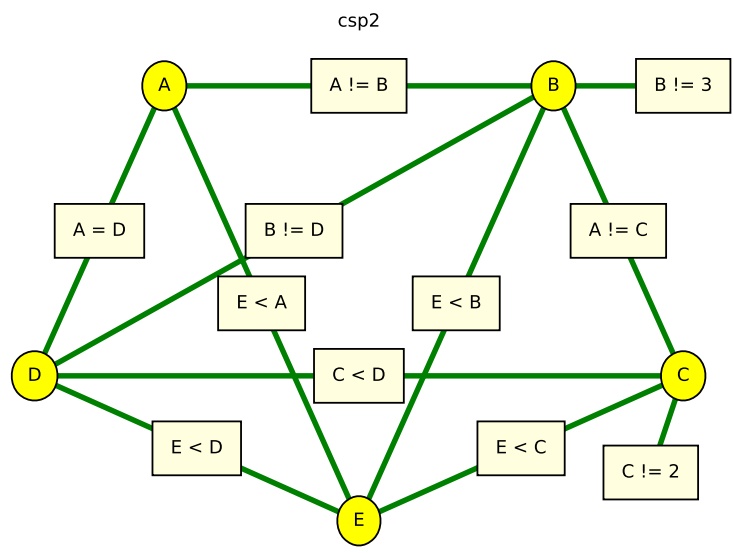 csp2
A
A != B
B
B != 3
A = D
B != D
A != C
E < A
E < B
D
C < D
C
E < D
E < C
C != 2
E